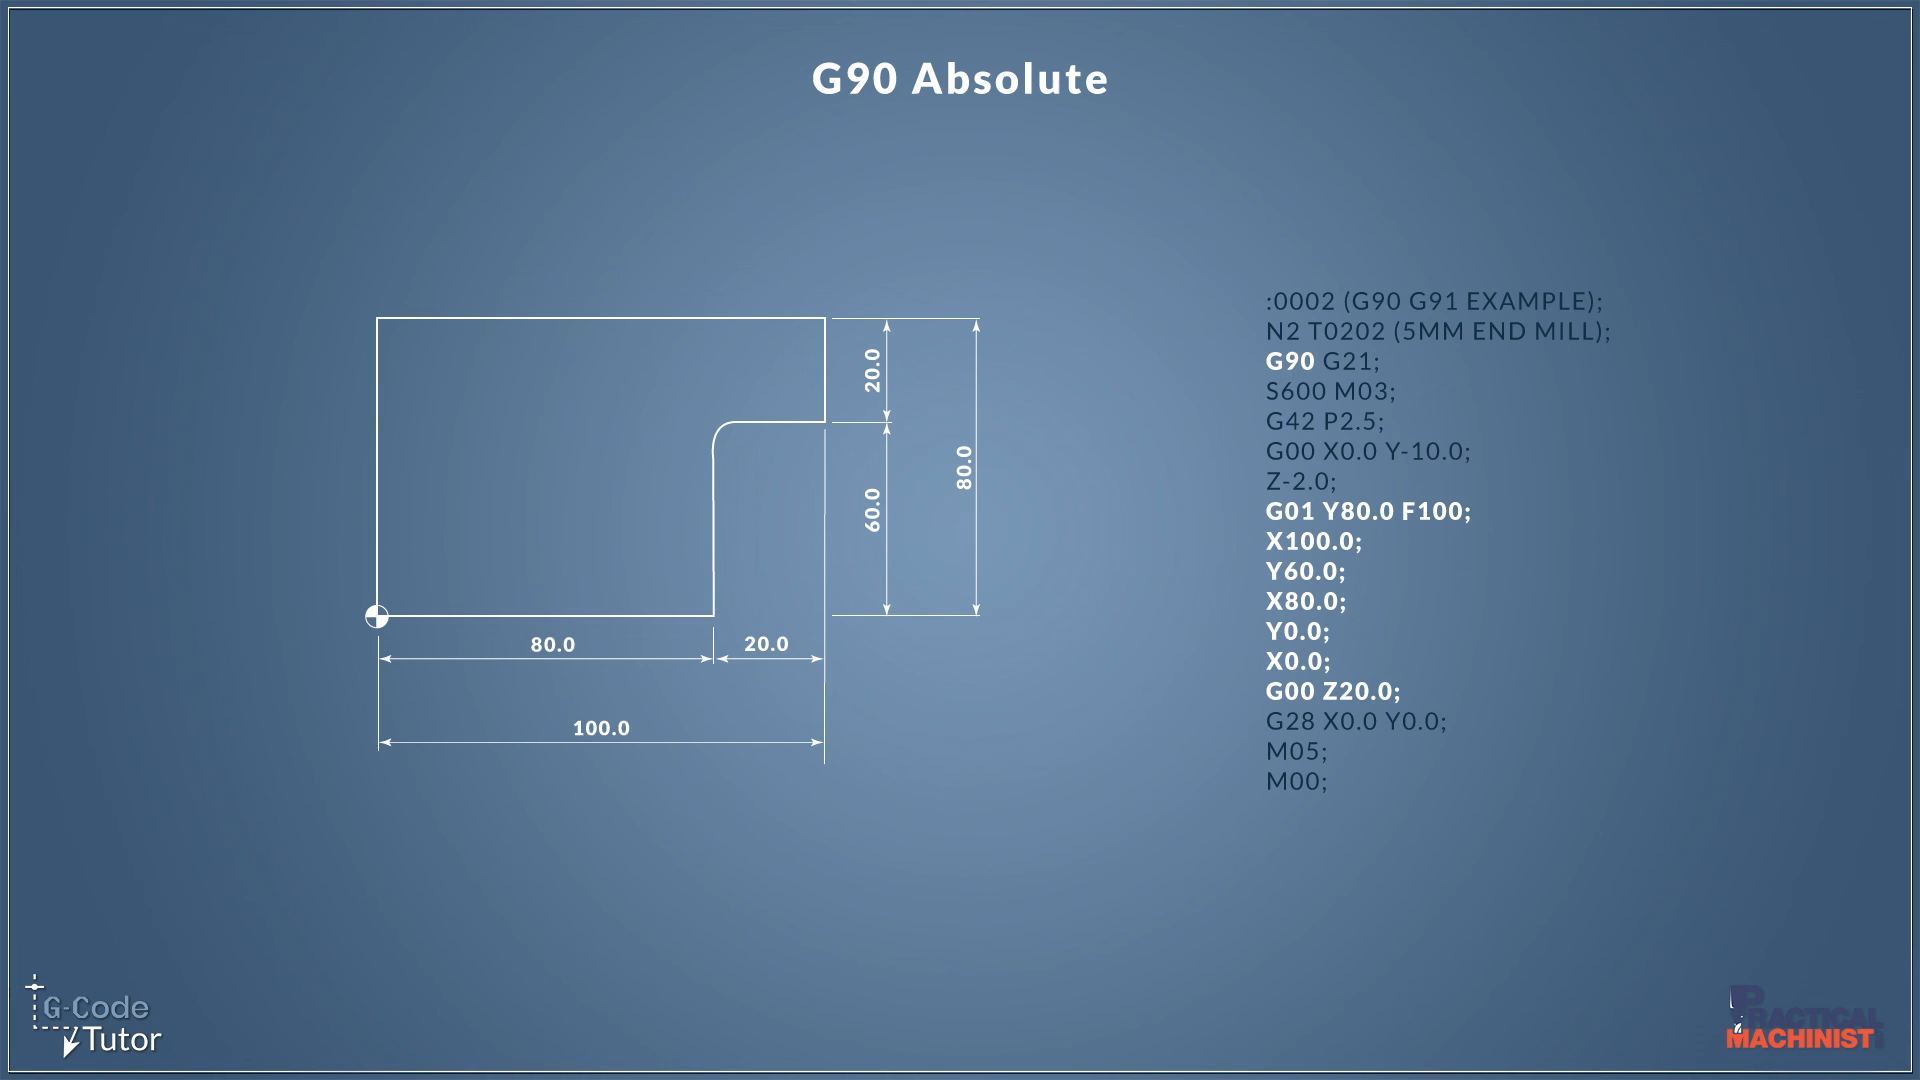 G90 Absolute
20.0
80.0
60.0
80.0
20.0
100.0
:0002 (G90 G91 EXAMPLE);
N2 T0202 (5MM END MILL);
G90 G21;
S600 M03;
G42 P2.5;
G00 X0.0 Y-10.0;
Z-2.0;
G01 Y80.0 F100;
X100.0;
Y60.0;
X80.0;
Y0.0;
X0.0;
G00 Z20.0;
G28 X0.0 Y0.0;
M05;
M00;
G-Code
Tutor
PRACTICAL
MACHINIST